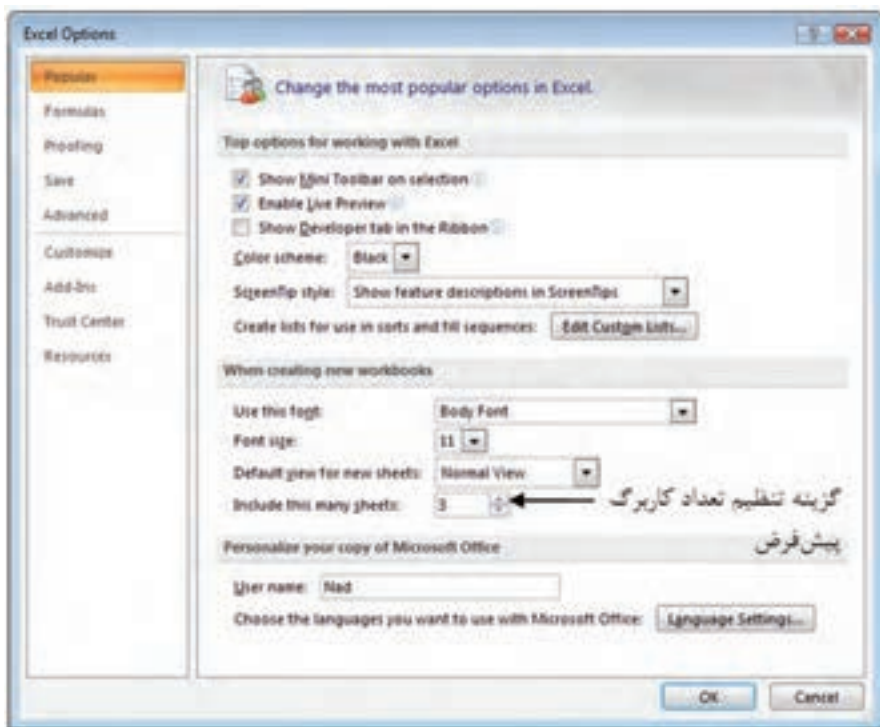 Excel Options
Popular
Formulas
Proofing
Save
Advanced
Customize
Add-Ins
Trust Center
Resources
Change the most popular options in Excel.
Top options for working with Excel
Show Mini Toolbar on selection
Enable Live Preview
Show Developer tab in the Ribbon
Color scheme: Black
ScreenTip style: Show feature descriptions in ScreenTips
Create lists for use in sorts and fill sequences: Edit Custom Lists...
When creating new workbooks
Use this font: Body Font
Font size: 11
Default view for new sheets: Normal View
Include this many sheets: 3
گزینه تنظیم تعداد کاربرگ
پیش‌فرض
Personalize your copy of Microsoft Office
User name: Nad
Choose the languages you want to use with Microsoft Office: Language Settings...
OK Cancel